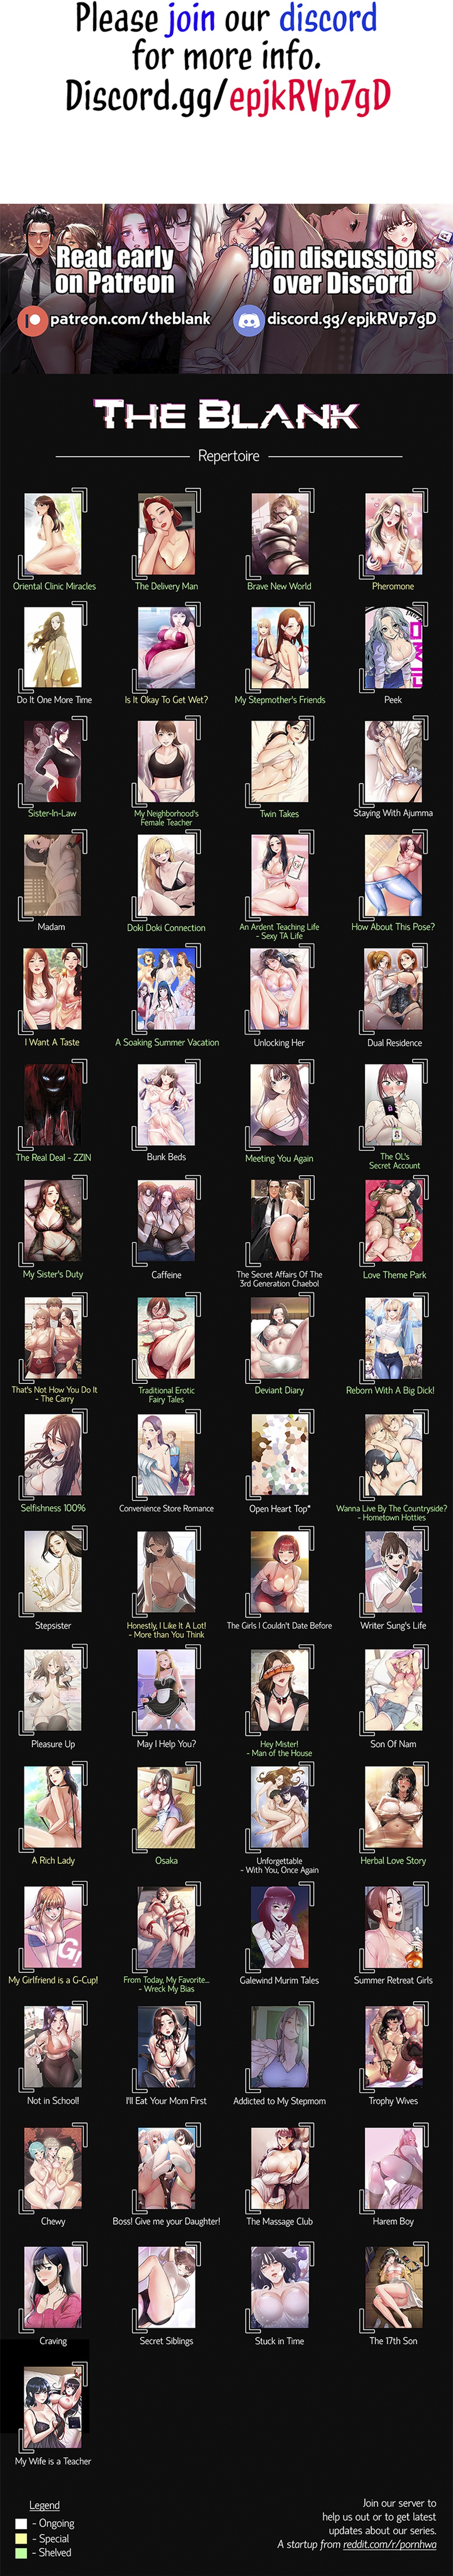 Please join our discord
for more info.
Discord.gg/epjkRVp7gD
Read early
on Patreon
patreon.com/theblank
Join discussions
over Discord
discord.gg/epjkRVp7gD
THE BLANK
Repertoire
Oriental Clinic Miracles
The Delivery Man
Brave New World
Pheromone
Do It One More Time
Is It Okay To Get Wet?
My Stepmother's Friends
Peek
Sister-In-Law
My Neighborhood's
Female Teacher
Twin Takes
Staying With Ajumma
Madam
Doki Doki Connection
An Ardent Teaching Life
- Sexy TA Life
How About This Pose?
I Want A Taste
A Soaking Summer Vacation
Unlocking Her
Dual Residence
The Real Deal - ZZIN
Bunk Beds
Meeting You Again
The OL's
Secret Account
My Sister's Duty
Caffeine
The Secret Affairs Of The
3rd Generation Chaebol
Love Theme Park
That's Not How You Do It
- The Carry
Traditional Erotic
Fairy Tales
Deviant Diary
Reborn With A Big Dick!
Selfishness 100%
Convenience Store Romance
Open Heart Top*
Wanna Live By The Countryside?
- Hometown Hotties
Stepsister
Honestly, I Like It A Lot!
- More than You Think
The Girls I Couldn't Date Before
Writer Sung's Life
Pleasure Up
May I Help You?
Hey Mister!
- Man of the House
Son Of Nam
A Rich Lady
Osaka
Unforgettable
- With You, Once Again
Herbal Love Story
My Girlfriend is a G-Cup!
From Today, My Favorite...
- Wreck My Bias
Galewind Murim Tales
Summer Retreat Girls
Not in School!
I'll Eat Your Mom First
Addicted to My Stepmom
Trophy Wives
Chewy
Boss! Give me your Daughter!
The Massage Club
Harem Boy
Craving
Secret Siblings
Stuck in Time
The 17th Son
My Wife is a Teacher
Legend
- Ongoing
- Special
- Shelved
Join our server to
help us out or to get latest
updates about our series.
A startup from reddit.com/r/pornhwa